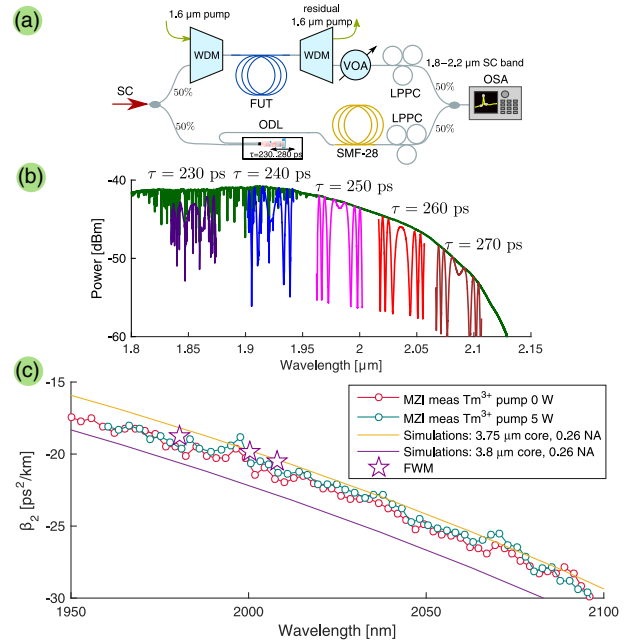 (a)
1.6 µm pump
residual
1.6 µm pump
WDM
WDM
VOA
1.8–2.2 µm SC band
OSA
LPPC
FUT
SC
50%
50%
50%
50%
ODL
LPPC
τ=230..280 ps
SMF-28
(b)
τ = 230 ps
τ = 240 ps
τ = 250 ps
τ = 260 ps
τ = 270 ps
Power [dBm]
-40
-50
-60
1.8 1.85 1.9 1.95 2 2.05 2.1 2.15
Wavelength [µm]
(c)
β2 [ps²/km]
-15
-20
-25
-30
MZI meas Tm³⁺ pump 0 W
MZI meas Tm³⁺ pump 5 W
Simulations: 3.75 µm core, 0.26 NA
Simulations: 3.8 µm core, 0.26 NA
FWM
1950 2000 2050 2100
Wavelength [nm]